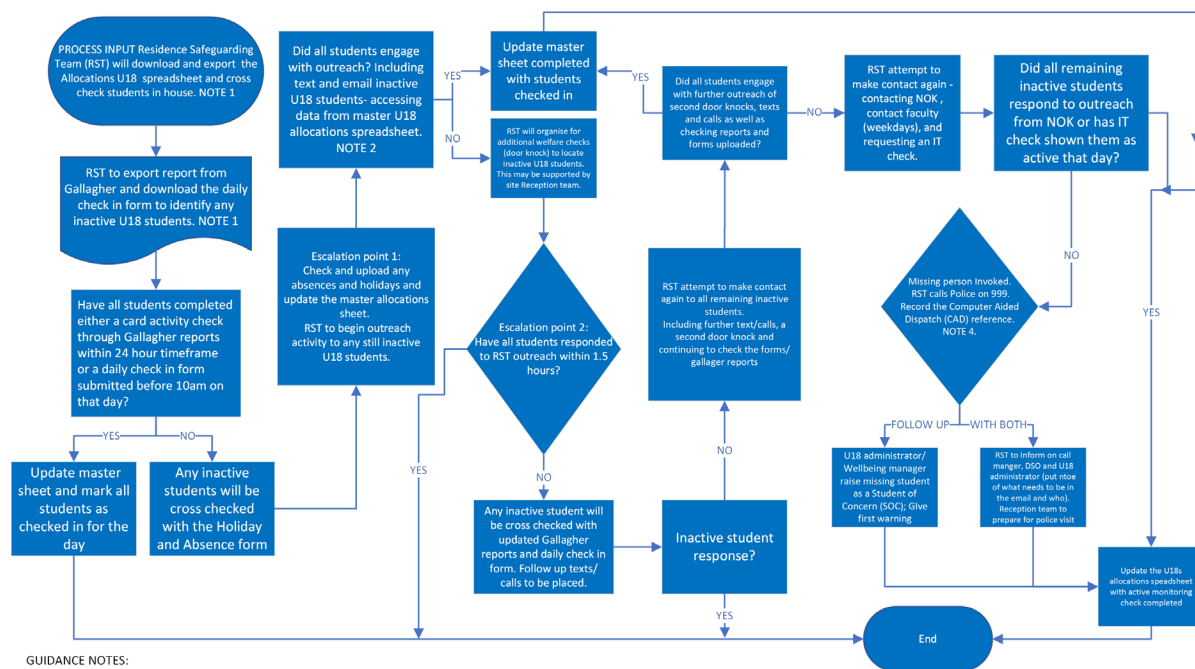 PROCESS INPUT Residence Safeguarding
Team (RST) will download and export the
Allocations U18 spreadsheet and cross
check students in house. NOTE 1
RST to export report from
Gallagher and download the daily
check in form to identify any
inactive U18 students. NOTE 1
Have all students completed
either a card activity check
through Gallagher reports
within 24 hour timeframe
or a daily check in form
submitted before 10am on
that day?
YES
NO
Update master
sheet and mark all
students as
checked in for the
day
Any inactive
students will be
cross checked
with the Holiday
and Absence form
Escalation point 1:
Check and upload any
absences and holidays and
update the master allocations
sheet.
RST to begin outreach
activity to any still inactive
U18 students.
Did all students engage
with outreach? Including
text and email inactive
U18 students- accessing
data from master U18
allocations spreadsheet.
NOTE 2
YES
NO
Update master
sheet completed
with students
checked in
RST will organise for
additional welfare checks
(door knock) to locate
inactive U18 students.
This may be supported by
site Reception team.
Escalation point 2:
Have all students responded
to RST outreach within 1.5
hours?
YES
NO
Any inactive student will
be cross checked with
updated Gallagher
reports and daily check in
form. Follow up texts/
calls to be placed.
Inactive student
response?
NO
YES
RST attempt to make contact
again to all remaining inactive
students.
Including further text/calls, a
second door knock and
continuing to check the forms/
gallager reports
Did all students engage
with further outreach of
second door knocks, texts
and calls as well as
checking reports and
forms uploaded?
YES
NO
RST attempt to
make contact again -
contacting NOK ,
contact faculty
(weekdays), and
requesting an IT
check.
Did all remaining
inactive students
respond to outreach
from NOK or has IT
check shown them as
active that day?
NO
YES
Missing person Invoked.
RST calls Police on 999.
Record the Computer Aided
Dispatch (CAD) reference.
NOTE 4.
FOLLOW UP
WITH BOTH
U18 administrator/
Wellbeing manager
raise missing student
as a Student of
Concern (SOC); GIve
first warning
RST to Inform on call
manger, DSO and U18
administrator (put ntoe of
what needs to be in
the email and who).
Reception team to
prepare for police visit
Update the U18s
allocations speadsheet
with active monitoring
check completed
End
GUIDANCE NOTES: